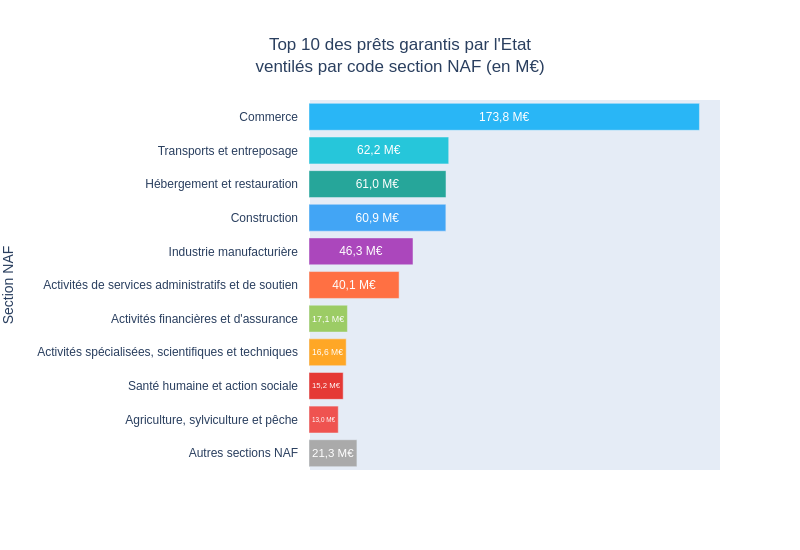 Top 10 des prêts garantis par l'Etat
ventilés par code section NAF (en M€)
Section NAF
Commerce 173,8 M€
Transports et entreposage 62,2 M€
Hébergement et restauration 61,0 M€
Construction 60,9 M€
Industrie manufacturière 46,3 M€
Activités de services administratifs et de soutien 40,1 M€
Activités financières et d'assurance 17,1 M€
Activités spécialisées, scientifiques et techniques 16,6 M€
Santé humaine et action sociale 15,2 M€
Agriculture, sylviculture et pêche 13,0 M€
Autres sections NAF 21,3 M€